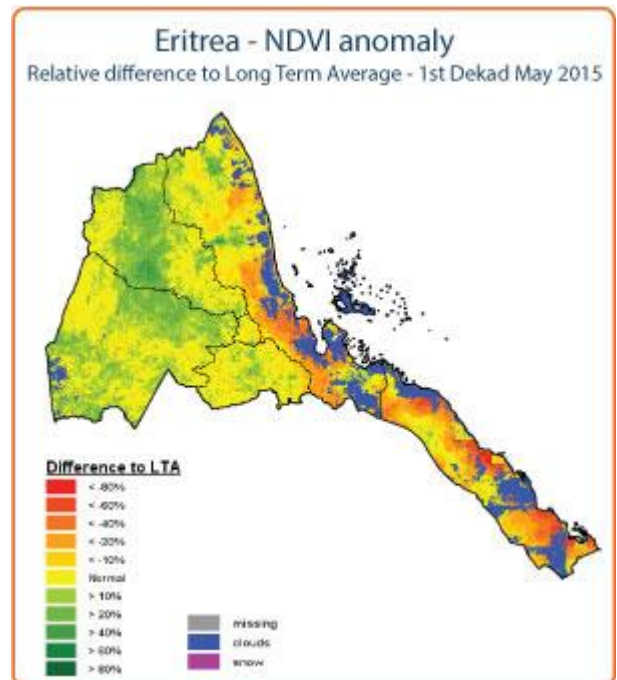 Eritrea - NDVI anomaly
Relative difference to Long Term Average - 1st Dekad May 2015
Difference to LTA
< -80%
< -60%
< -40%
< -20%
< -10%
Normal
> 10%
> 20%
> 40%
> 60%
> 80%
missing
clouds
snow